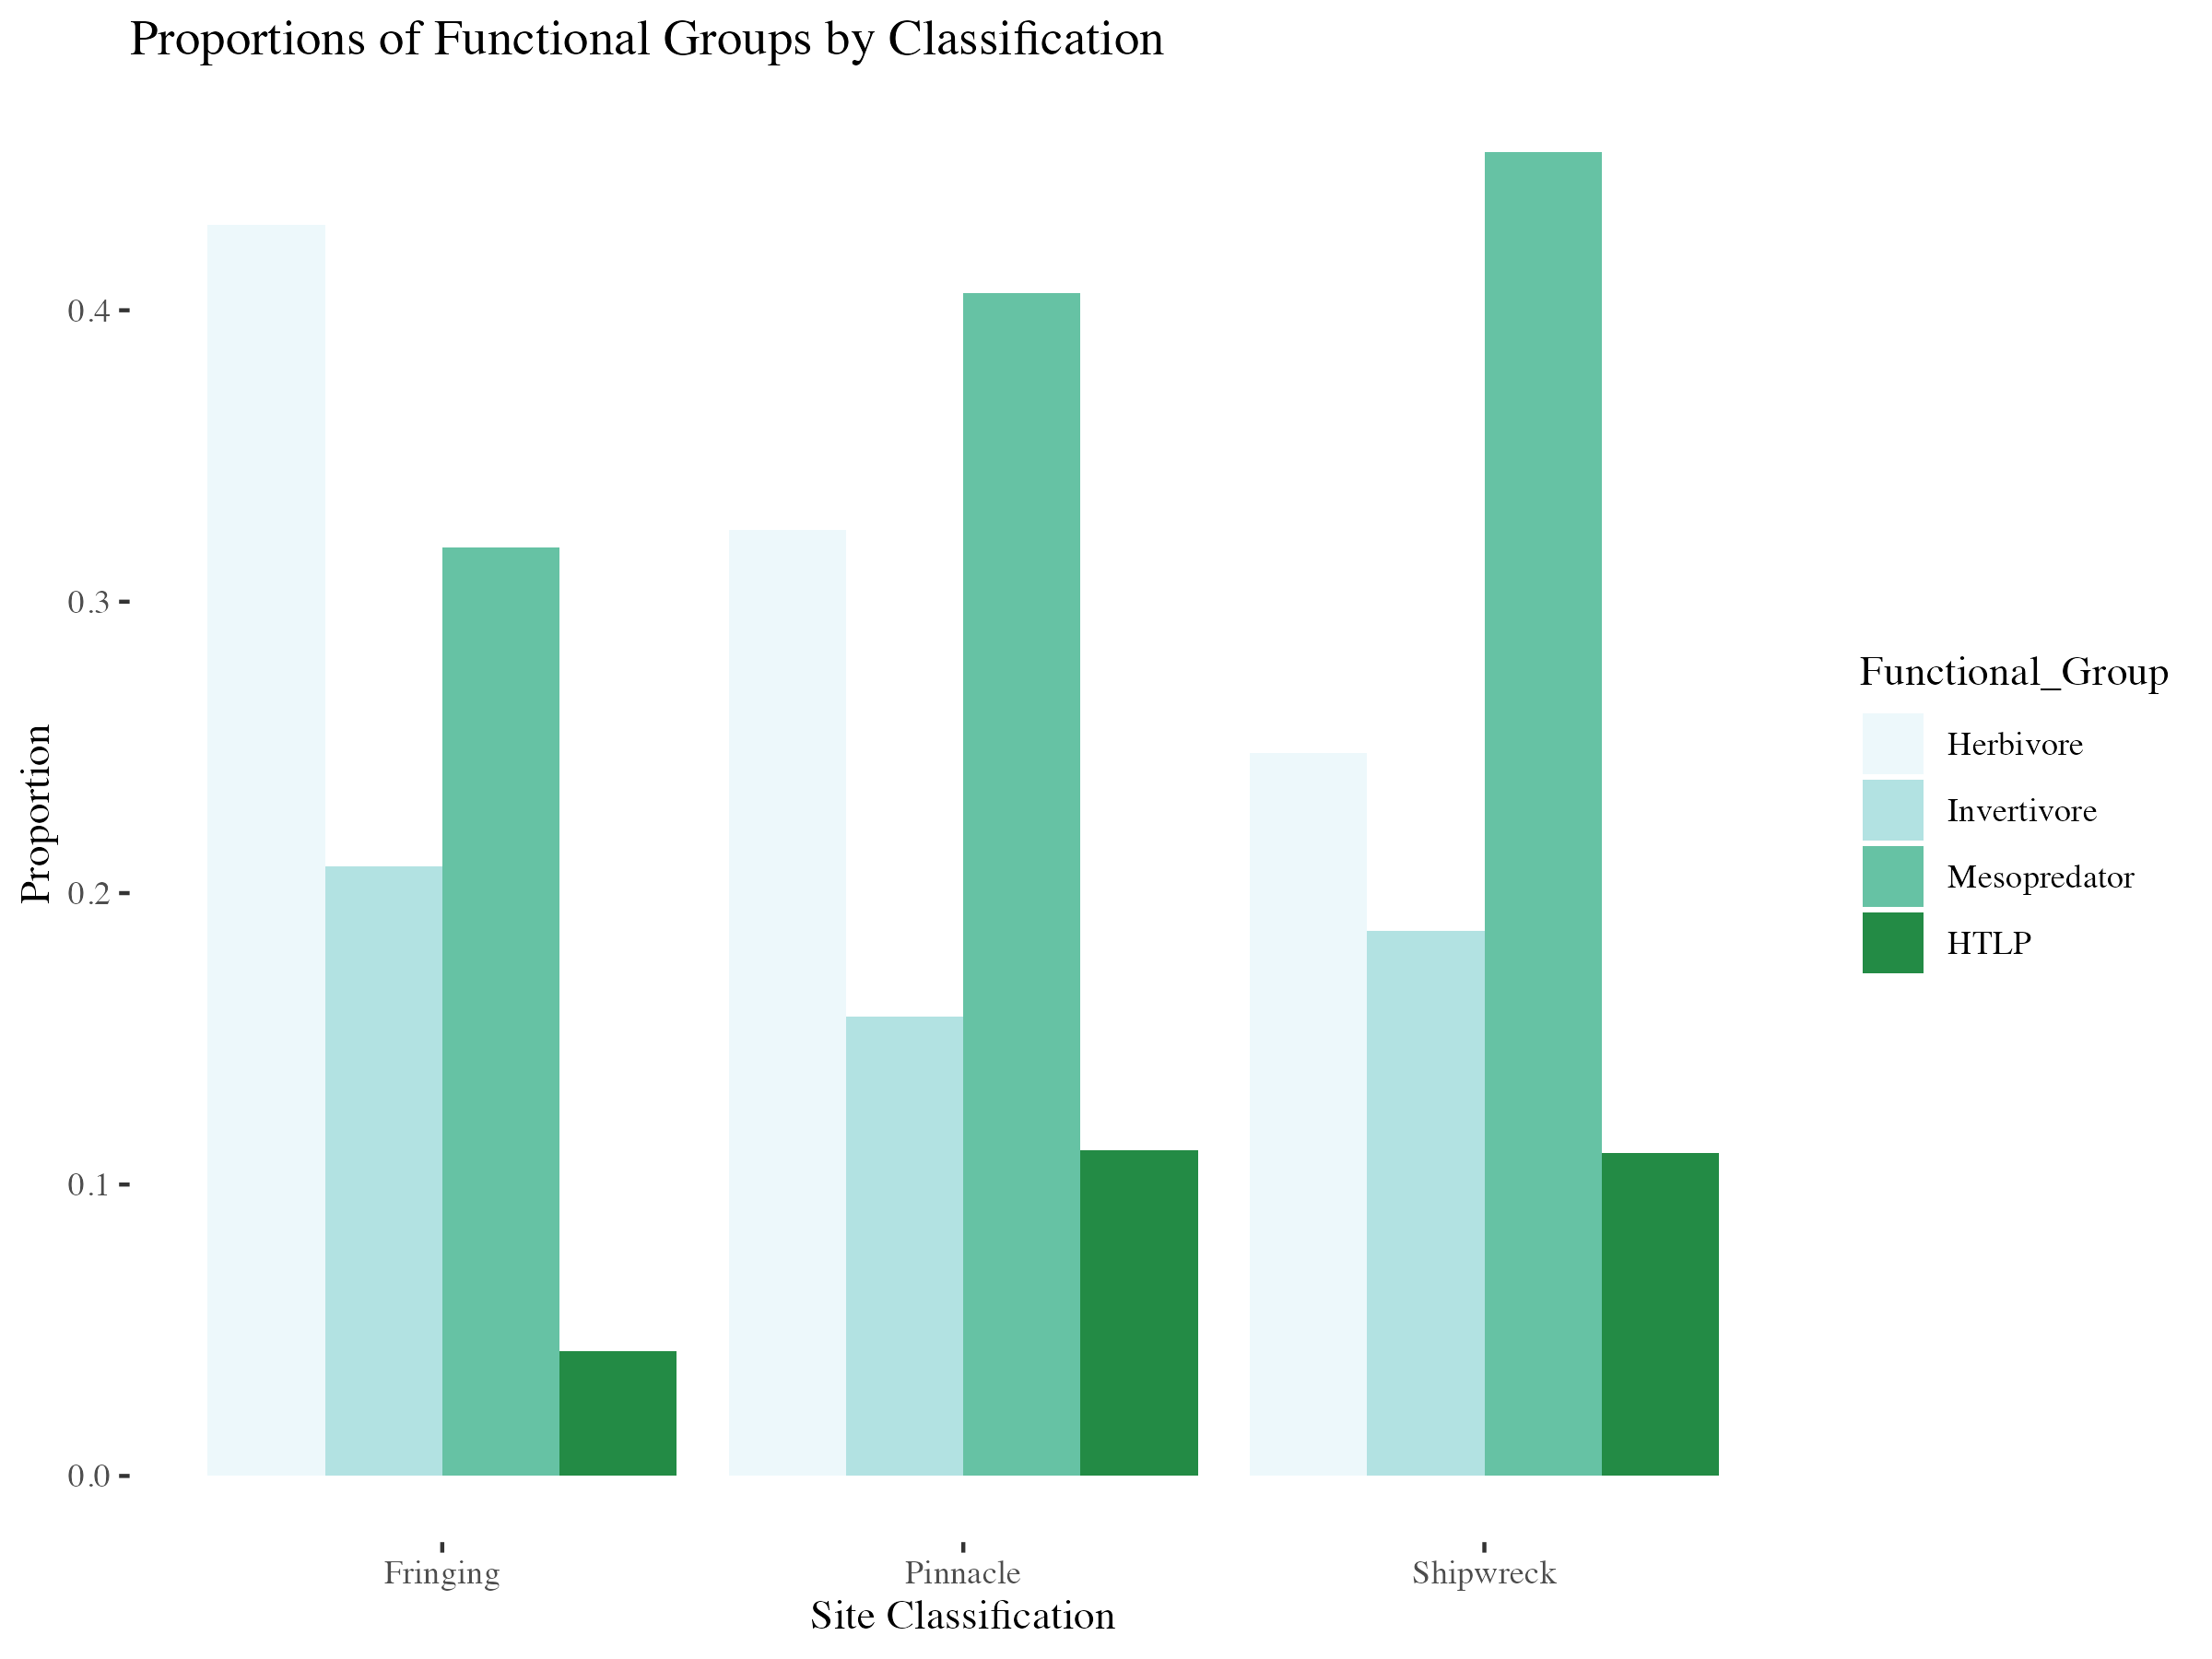 Proportions of Functional Groups by Classification
Proportion
0.4
0.3
0.2
0.1
0.0
Fringing
Pinnacle
Shipwreck
Site Classification
Functional_Group
Herbivore
Invertivore
Mesopredator
HTLP